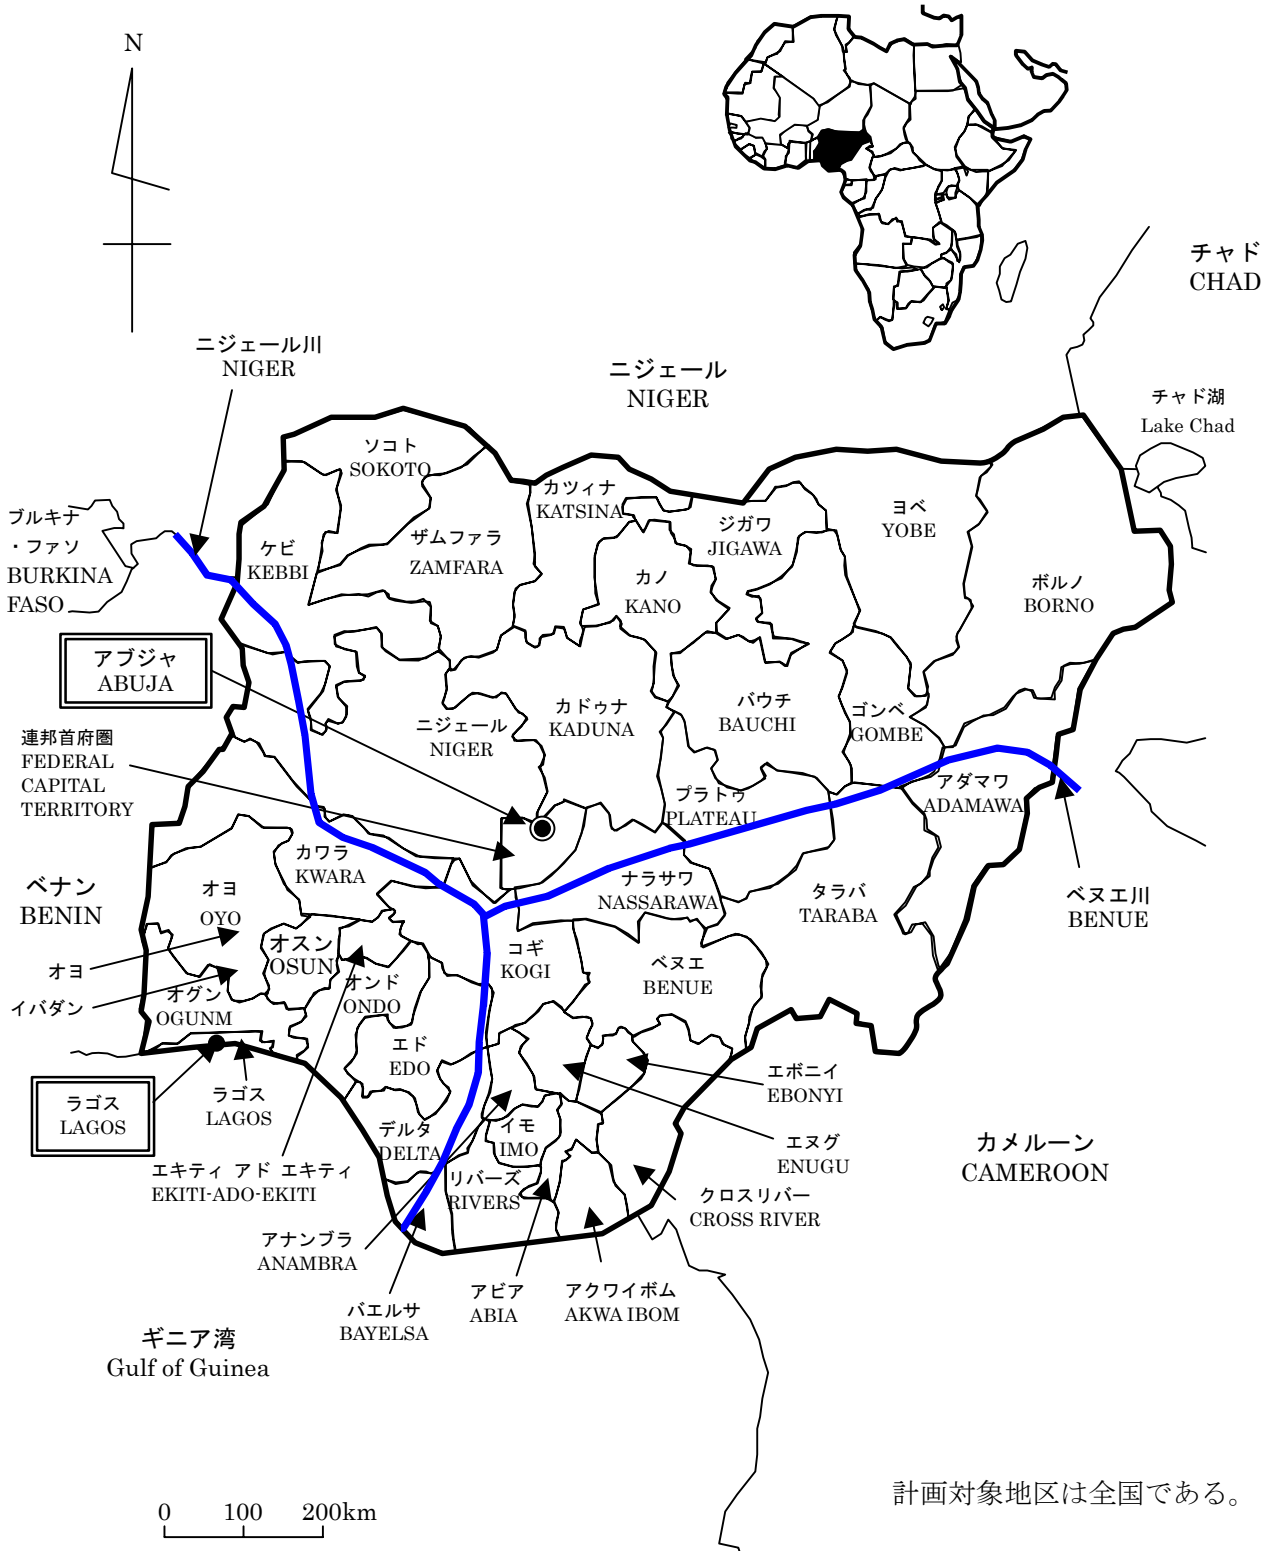 N
チャド
CHAD
ニジェール川
NIGER
ニジェール
NIGER
チャド湖
Lake Chad
ソコト
SOKOTO
カツィナ
KATSINA
ジガワ
JIGAWA
ヨベ
YOBE
ブルキナ
・ファソ
BURKINA
FASO
ケビ
KEBBI
ザムファラ
ZAMFARA
カノ
KANO
ボルノ
BORNO
アブジャ
ABUJA
カドゥナ
KADUNA
バウチ
BAUCHI
ゴンベ
GOMBE
ニジェール
NIGER
連邦首府圏
FEDERAL
CAPITAL
TERRITORY
プラトゥ
PLATEAU
アダマワ
ADAMAWA
カワラ
KWARA
ナラサワ
NASSARAWA
タラバ
TARABA
ベヌエ川
BENUE
ベナン
BENIN
オヨ
OYO
オスン
OSUN
オヨ
イバダン
コギ
KOGI
ベヌエ
BENUE
オンド
ONDO
オグン
OGUNM
エド
EDO
エボニイ
EBONYI
ラゴス
LAGOS
ラゴス
LAGOS
デルタ
DELTA
イモ
IMO
エヌグ
ENUGU
カメルーン
CAMEROON
エキティ アド エキティ
EKITI-ADO-EKITI
リバーズ
RIVERS
クロスリバー
CROSS RIVER
アナンブラ
ANAMBRA
バエルサ
BAYELSA
アビア
ABIA
アクワイボム
AKWA IBOM
ギニア湾
Gulf of Guinea
計画対象地区は全国である。
0 100 200km